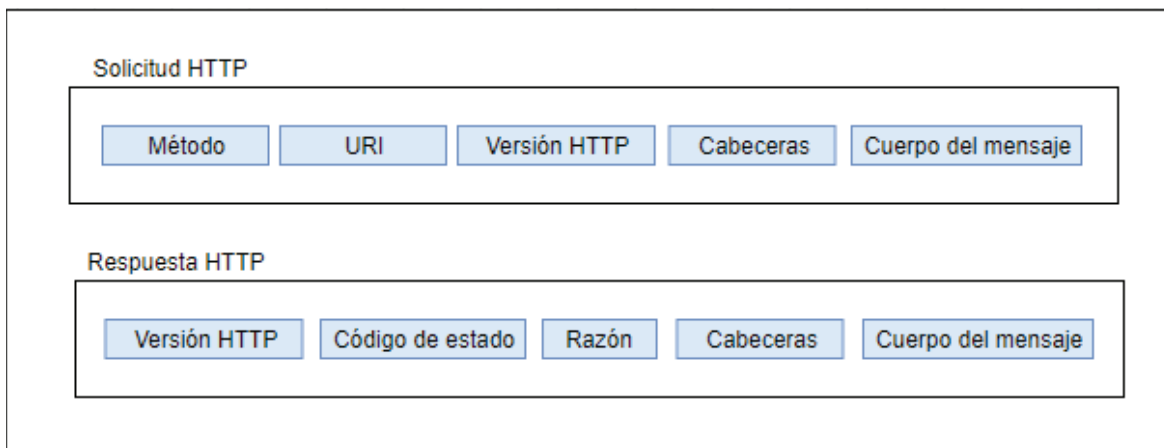 Solicitud HTTP
Método URI Versión HTTP Cabeceras Cuerpo del mensaje
Respuesta HTTP
Versión HTTP Código de estado Razón Cabeceras Cuerpo del mensaje